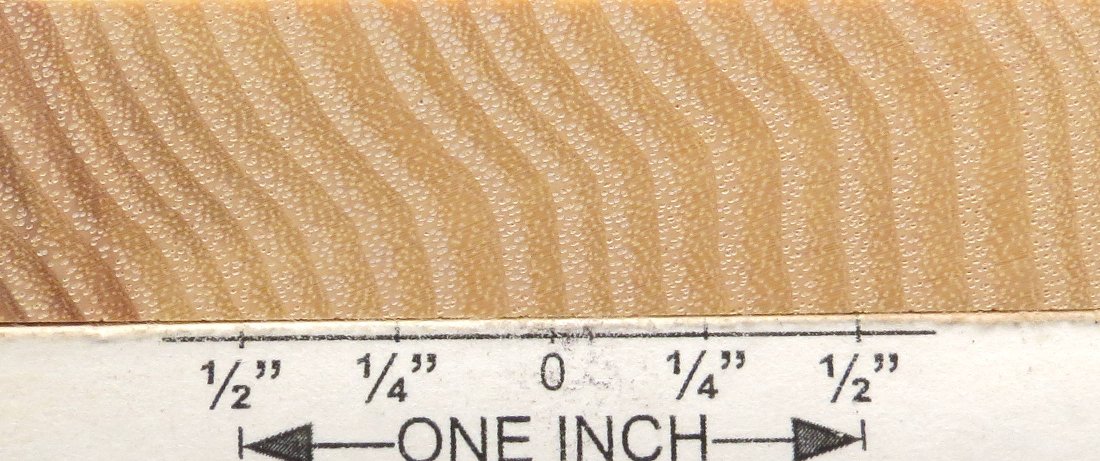 ½” ¼” 0 ¼” ½”
ONE INCH